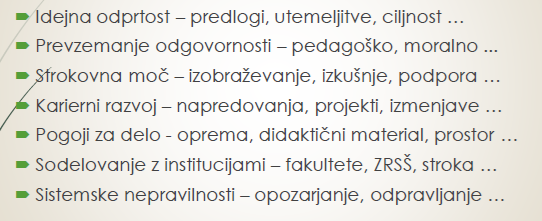 Idejna odprtost – predlogi, utemeljitve, ciljnost …
Prevzemanje odgovornosti – pedagoško, moralno ...
Strokovna moč – izobraževanje, izkušnje, podpora …
Karierni razvoj – napredovanja, projekti, izmenjave …
Pogoji za delo - oprema, didaktični material, prostor …
Sodelovanje z institucijami – fakultete, ZRSŠ, stroka …
Sistemske nepravilnosti – opozarjanje, odpravljanje …